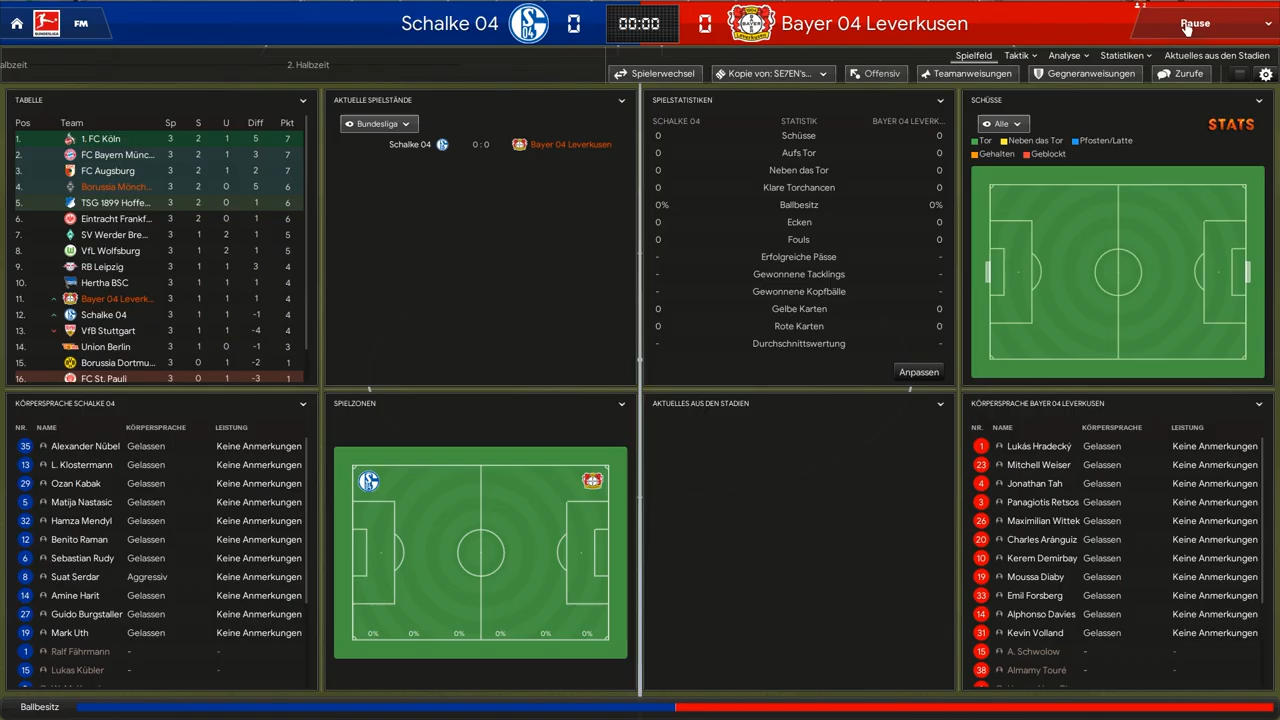 FM
Schalke 04
0
00:00
0
Bayer 04 Leverkusen
2
Pause
Spielfeld
Taktik
Analyse
Statistiken
Aktuelles aus den Stadien
albzeit
2. Halbzeit
Spielerwechsel
Kopie von: SE7EN's...
Offensiv
Teamanweisungen
Gegneranweisungen
Zurufe
TABELLE
Pos Team Sp S U Diff Pkt
1. 1. FC Köln 3 2 1 5 7
2. FC Bayern Münc... 3 2 1 3 7
3. FC Augsburg 3 2 1 2 7
4. Borussia Mönch... 3 2 0 5 6
5. TSG 1899 Hoffe... 3 2 0 1 6
6. Eintracht Frankf... 3 2 0 1 6
7. SV Werder Bre... 3 1 2 1 5
8. VfL Wolfsburg 3 1 2 1 5
9. RB Leipzig 3 1 1 3 4
10. Hertha BSC 3 1 1 2 4
11. Bayer 04 Leverk... 3 1 1 1 4
12. Schalke 04 3 1 1 -1 4
13. VfB Stuttgart 3 1 1 -4 4
14. Union Berlin 3 1 0 -1 3
15. Borussia Dortmu... 3 0 2 -1 2
16. FC St. Pauli 3 0 1 -3 1
AKTUELLE SPIELSTÄNDE
Bundesliga
Schalke 04 0 : 0 Bayer 04 Leverkusen
SPIELSTATISTIKEN
SCHALKE 04 STATISTIK BAYER 04 LEVERK...
0 Schüsse 0
0 Aufs Tor 0
0 Neben das Tor 0
0 Klare Torchancen 0
0% Ballbesitz 0%
0 Ecken 0
0 Fouls 0
- Erfolgreiche Pässe -
- Gewonnene Tacklings -
- Gewonnene Kopfbälle -
0 Gelbe Karten 0
0 Rote Karten 0
- Durchschnittswertung -
Anpassen
SCHÜSSE
Alle
STATS
Tor Neben das Tor Pfosten/Latte
Gehalten Geblockt
KÖRPERSPRACHE SCHALKE 04
NR. NAME KÖRPERSPRACHE LEISTUNG
35 Alexander Nübel Gelassen Keine Anmerkungen
13 L. Klostermann Gelassen Keine Anmerkungen
29 Ozan Kabak Gelassen Keine Anmerkungen
5 Matija Nastasic Gelassen Keine Anmerkungen
32 Hamza Mendyl Gelassen Keine Anmerkungen
12 Benito Raman Gelassen Keine Anmerkungen
6 Sebastian Rudy Gelassen Keine Anmerkungen
8 Suat Serdar Aggressiv Keine Anmerkungen
14 Amine Harit Gelassen Keine Anmerkungen
27 Guido Burgstaller Gelassen Keine Anmerkungen
19 Mark Uth Gelassen Keine Anmerkungen
1 Ralf Fährmann - -
15 Lukas Kübler - -
SPIELZONEN
0% 0% 0% 0% 0% 0%
AKTUELLES AUS DEN STADIEN
KÖRPERSPRACHE BAYER 04 LEVERKUSEN
NR. NAME KÖRPERSPRACHE LEISTUNG
1 Lukás Hradecký Gelassen Keine Anmerkungen
23 Mitchell Weiser Gelassen Keine Anmerkungen
4 Jonathan Tah Gelassen Keine Anmerkungen
3 Panagiotis Retsos Gelassen Keine Anmerkungen
26 Maximilian Wittek Gelassen Keine Anmerkungen
20 Charles Aránguiz Gelassen Keine Anmerkungen
10 Kerem Demirbay Gelassen Keine Anmerkungen
19 Moussa Diaby Gelassen Keine Anmerkungen
33 Emil Forsberg Gelassen Keine Anmerkungen
14 Alphonso Davies Gelassen Keine Anmerkungen
31 Kevin Volland Gelassen Keine Anmerkungen
15 A. Schwolow - -
38 Almamy Touré - -
Ballbesitz